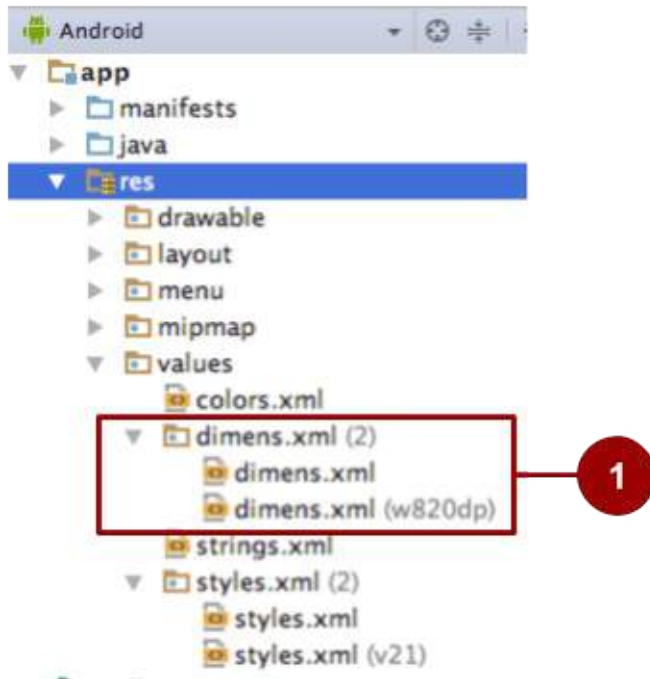 Android
app
manifests
java
res
drawable
layout
menu
mipmap
values
colors.xml
dimens.xml (2)
dimens.xml
dimens.xml (w820dp)
1
strings.xml
styles.xml (2)
styles.xml
styles.xml (v21)